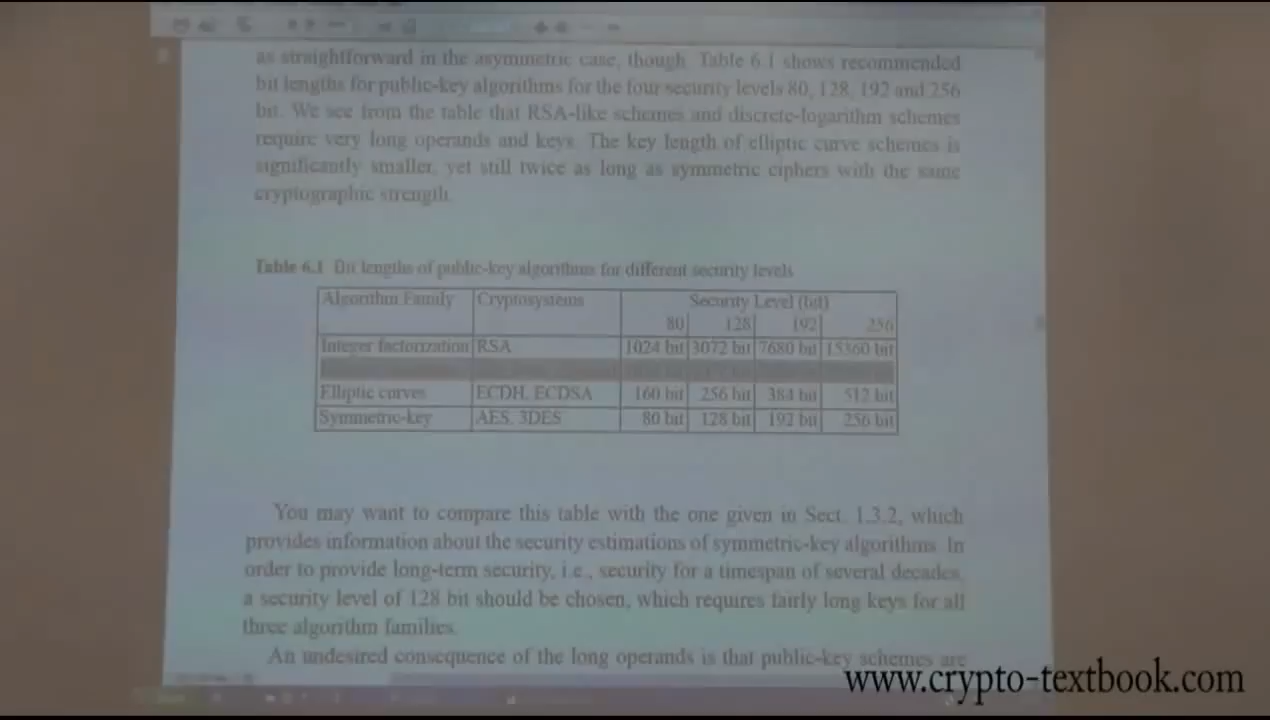 as straightforward in the asymmetric case, though. Table 6.1 shows recommended
bit lengths for public-key algorithms for the four security levels 80, 128, 192 and 256
bit. We see from the table that RSA-like schemes and discrete-logarithm schemes
require very long operands and keys. The key length of elliptic curve schemes is
significantly smaller, yet still twice as long as symmetric ciphers with the same
cryptographic strength.
Table 6.1 Bit lengths of public-key algorithms for different security levels
Algorithm Family Cryptosystems Security Level (bit)
80 128 192 256
Integer factorization RSA 1024 bit 3072 bit 7680 bit 15360 bit
Elliptic curves ECDH, ECDSA 160 bit 256 bit 384 bit 512 bit
Symmetric-key AES, 3DES 80 bit 128 bit 192 bit 256 bit
You may want to compare this table with the one given in Sect. 1.3.2, which
provides information about the security estimations of symmetric-key algorithms. In
order to provide long-term security, i.e., security for a timespan of several decades,
a security level of 128 bit should be chosen, which requires fairly long keys for all
three algorithm families.
An undesired consequence of the long operands is that public-key schemes are
www.crypto-textbook.com